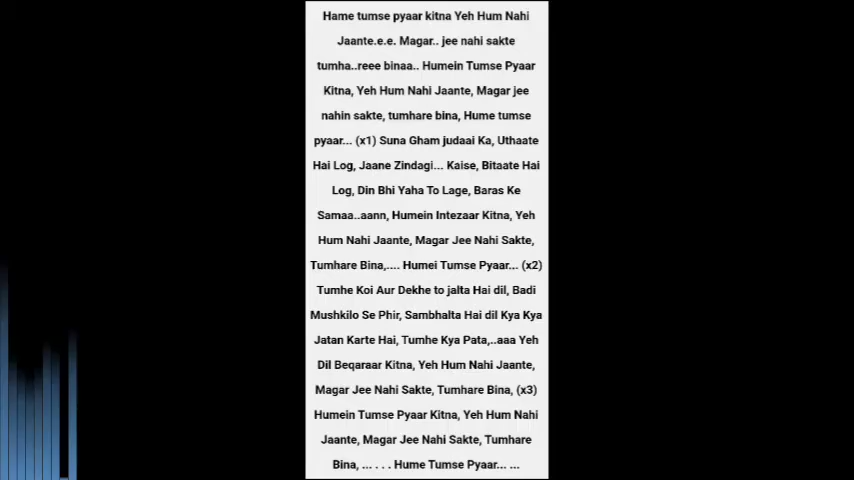 Hame tumse pyaar kitna Yeh Hum Nahi
Jaante.e.e. Magar.. jee nahi sakte
tumha..reee binaa.. Humein Tumse Pyaar
Kitna, Yeh Hum Nahi Jaante, Magar jee
nahin sakte, tumhare bina, Hume tumse
pyaar... (x1) Suna Gham judaai Ka, Uthaate
Hai Log, Jaane Zindagi... Kaise, Bitaate Hai
Log, Din Bhi Yaha To Lage, Baras Ke
Samaa..aann, Humein Intezaar Kitna, Yeh
Hum Nahi Jaante, Magar Jee Nahi Sakte,
Tumhare Bina,.... Humei Tumse Pyaar... (x2)
Tumhe Koi Aur Dekhe to jalta Hai dil, Badi
Mushkilo Se Phir, Sambhalta Hai dil Kya Kya
Jatan Karte Hai, Tumhe Kya Pata,..aaa Yeh
Dil Beqaraar Kitna, Yeh Hum Nahi Jaante,
Magar Jee Nahi Sakte, Tumhare Bina, (x3)
Humein Tumse Pyaar Kitna, Yeh Hum Nahi
Jaante, Magar Jee Nahi Sakte, Tumhare
Bina, ... . . . Hume Tumse Pyaar... ...